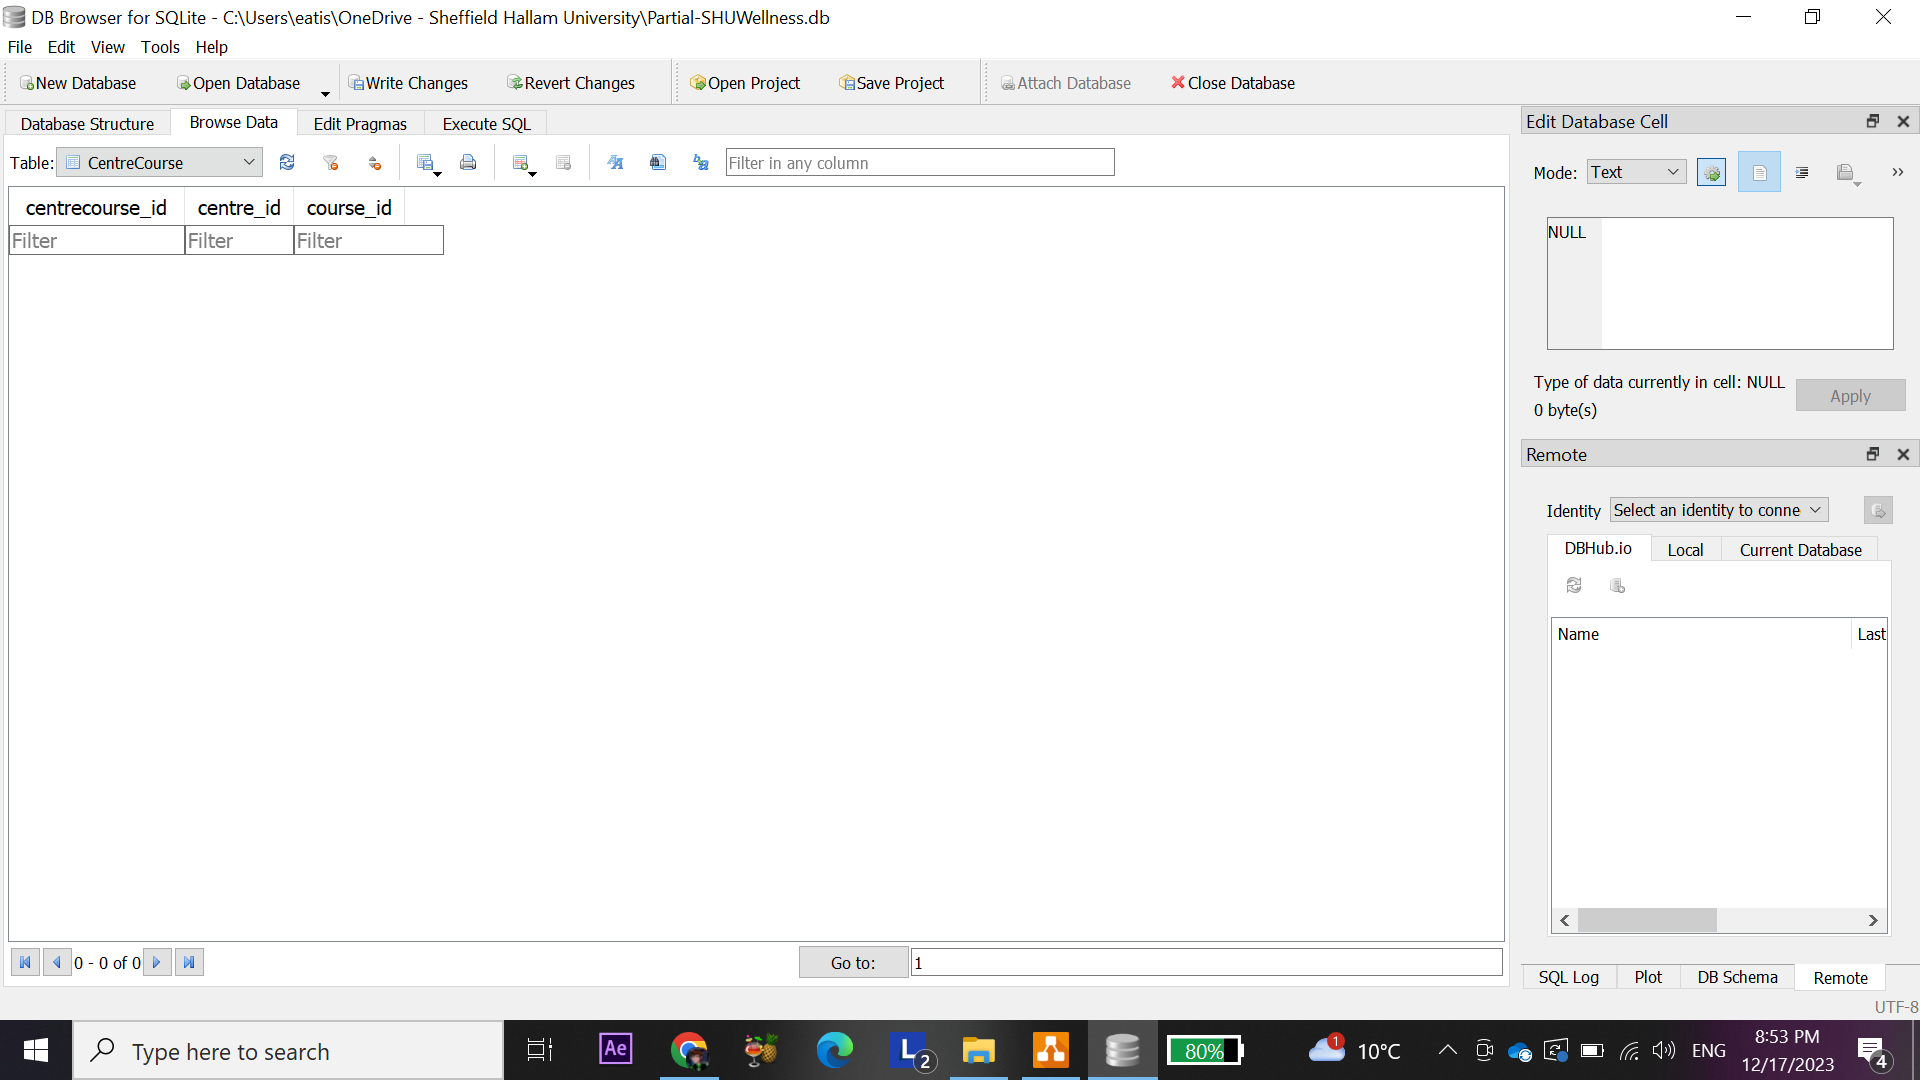 DB Browser for SQLite - C:\Users\eatis\OneDrive - Sheffield Hallam University\Partial-SHUWellness.db
File Edit View Tools Help
New Database Open Database Write Changes Revert Changes Open Project Save Project Attach Database Close Database
Database Structure Browse Data Edit Pragmas Execute SQL
Table: CentreCourse Filter in any column
centrecourse_id centre_id course_id
Filter Filter Filter
0 - 0 of 0 Go to: 1
Edit Database Cell
Mode: Text
NULL
Type of data currently in cell: NULL
0 byte(s)
Apply
Remote
Identity Select an identity to conne
DBHub.io Local Current Database
Name Last
SQL Log Plot DB Schema Remote
UTF-8
Type here to search Ae L 2 80% 1 10°C ENG 8:53 PM
12/17/2023 4